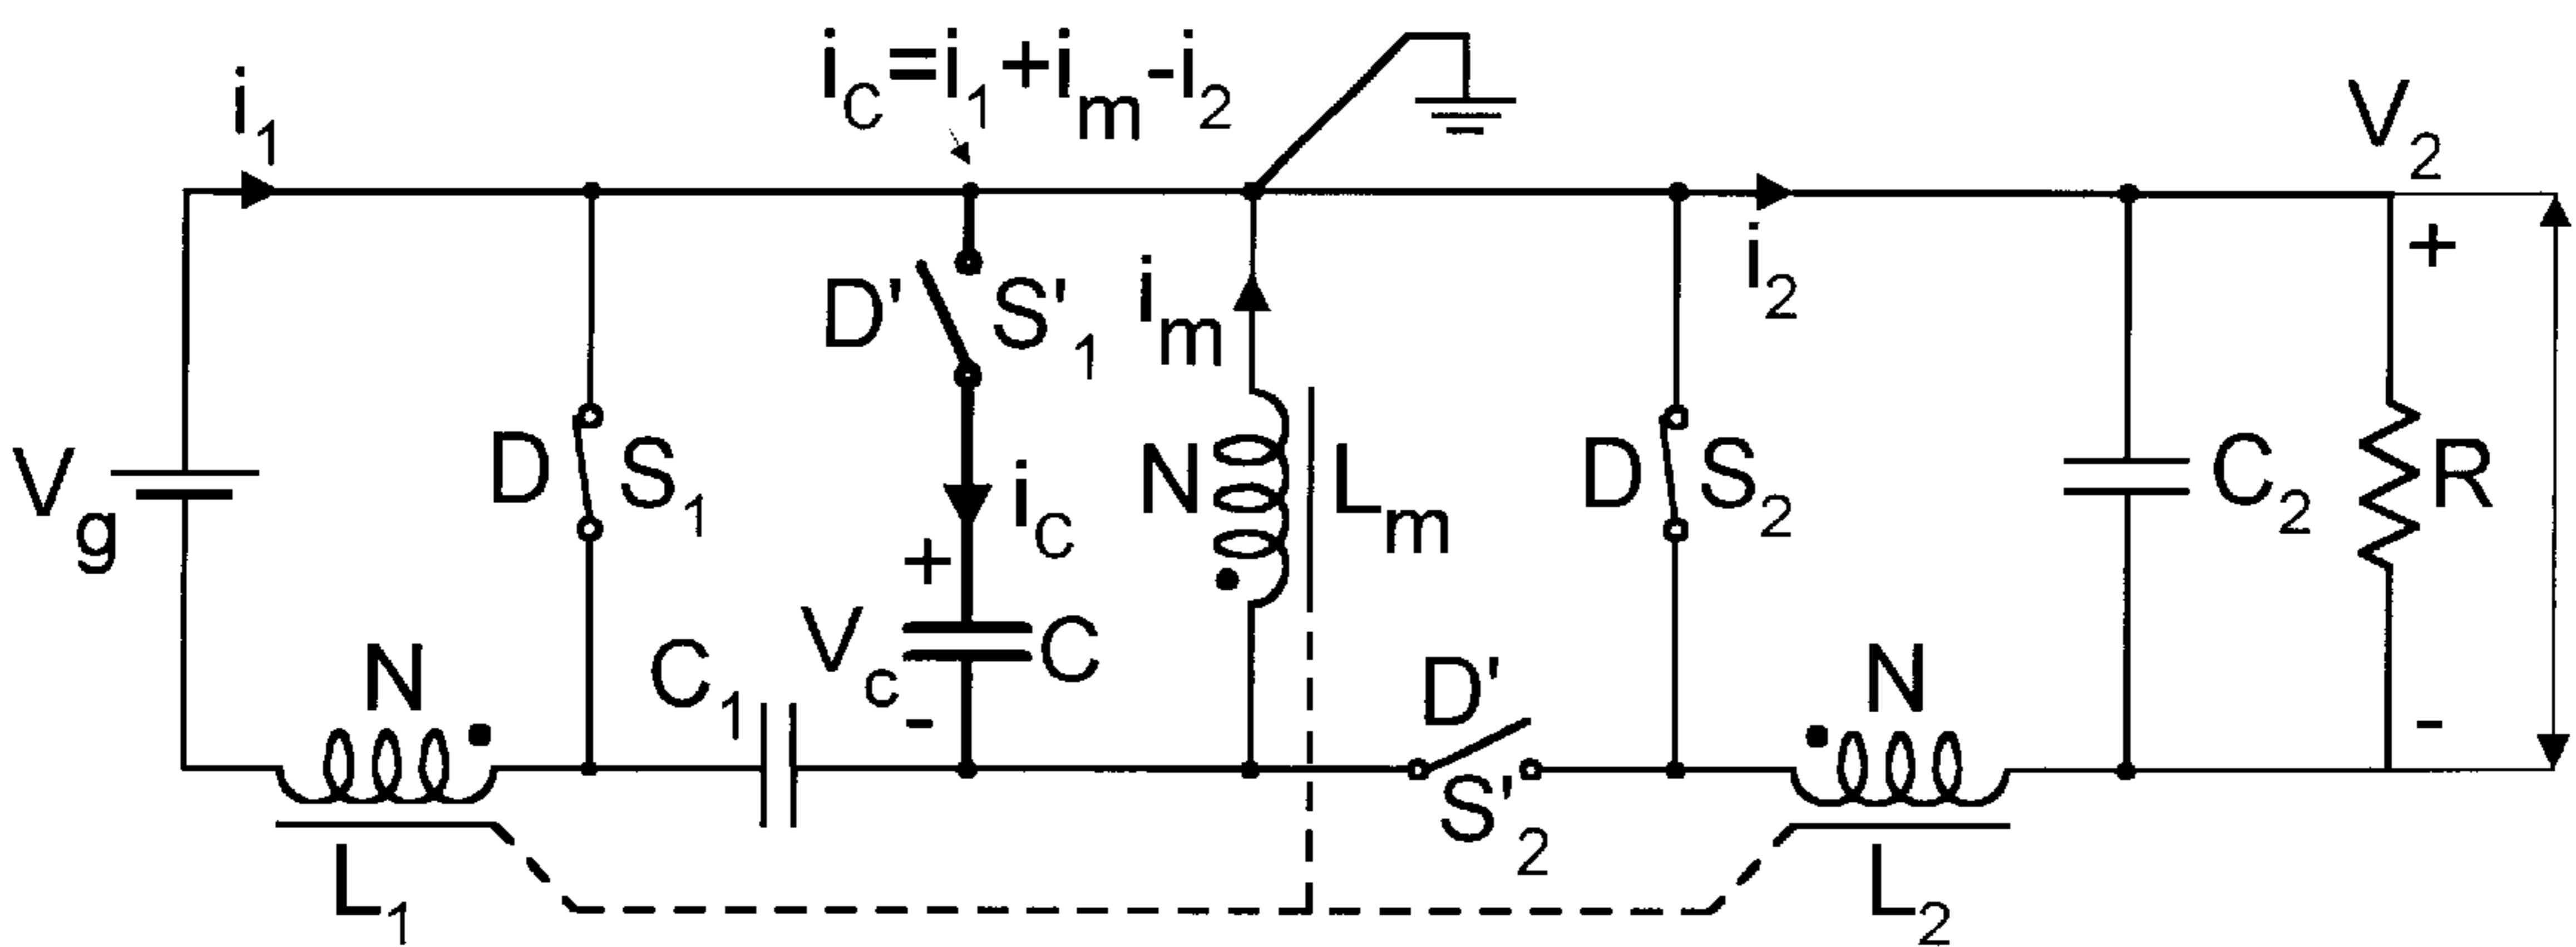 i_C=i_1+i_m-i_2
i_1
V_2
+
i_2
D'
S'_1
i_m
V_g
D
S_1
i_C
N
L_m
D
S_2
C_2
R
+
V_c
C
-
N
C_1
D'
S'_2
N
-
L_1
L_2